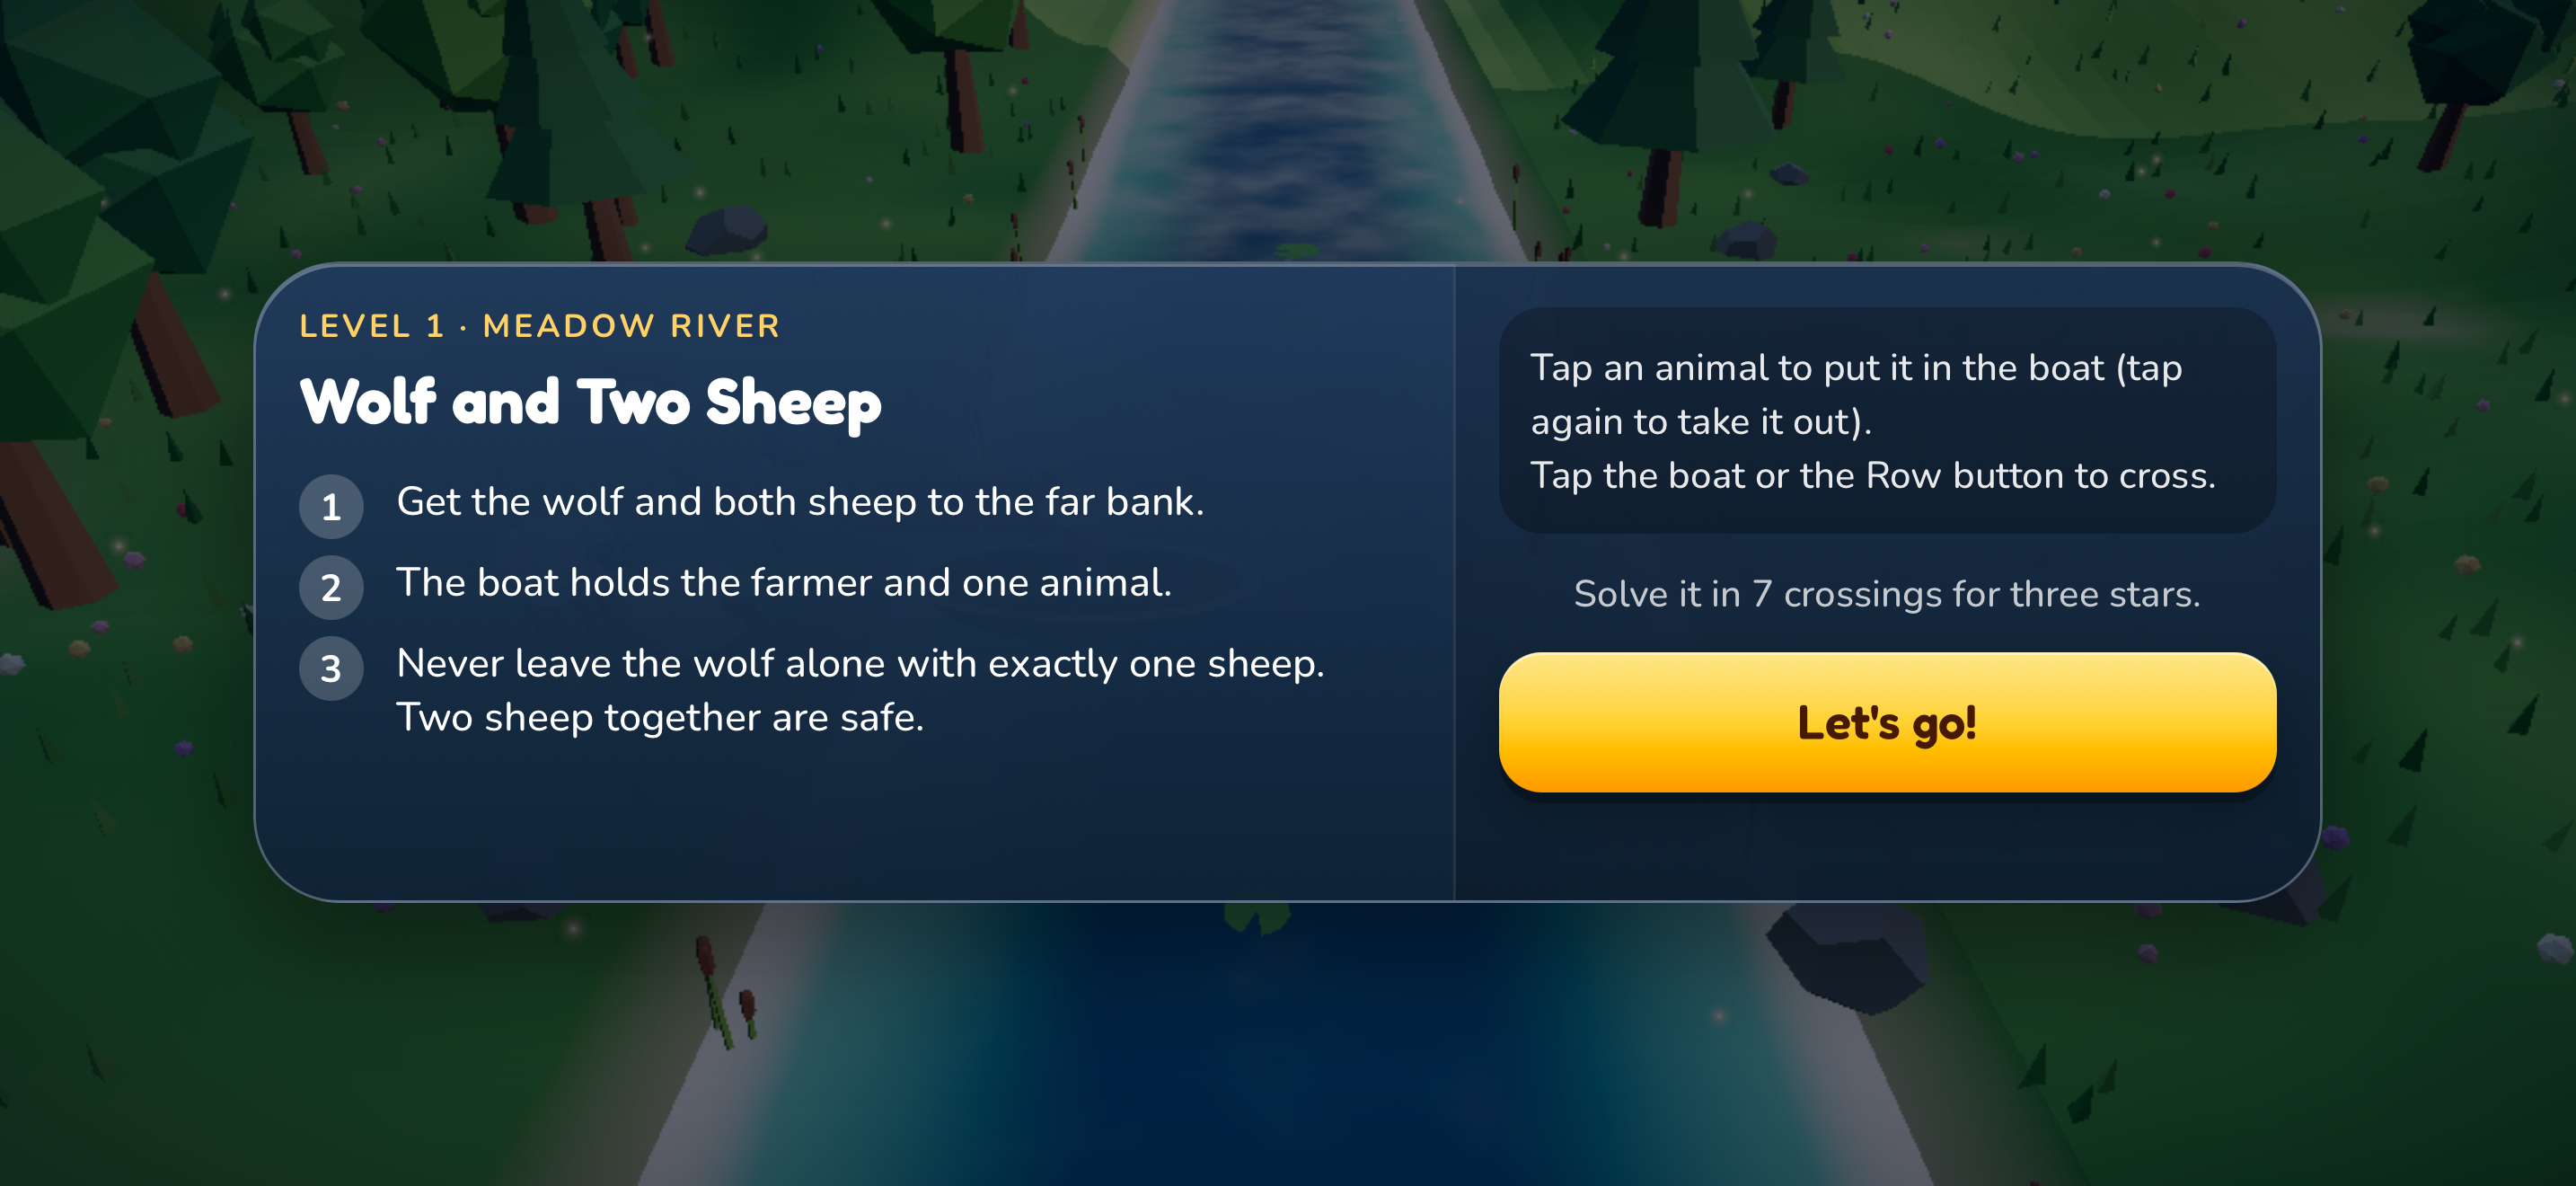 LEVEL 1 · MEADOW RIVER
Wolf and Two Sheep
1 Get the wolf and both sheep to the far bank.
2 The boat holds the farmer and one animal.
3 Never leave the wolf alone with exactly one sheep.
Two sheep together are safe.
Tap an animal to put it in the boat (tap
again to take it out).
Tap the boat or the Row button to cross.
Solve it in 7 crossings for three stars.
Let's go!